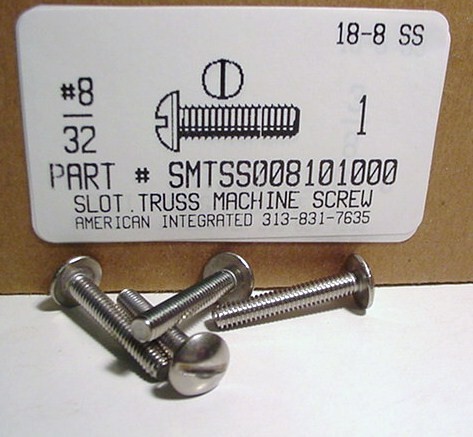 18-8 SS
#8
32
1
PART # SMTSS008101000
SLOT.TRUSS MACHINE SCREW
AMERICAN INTEGRATED 313-831-7635